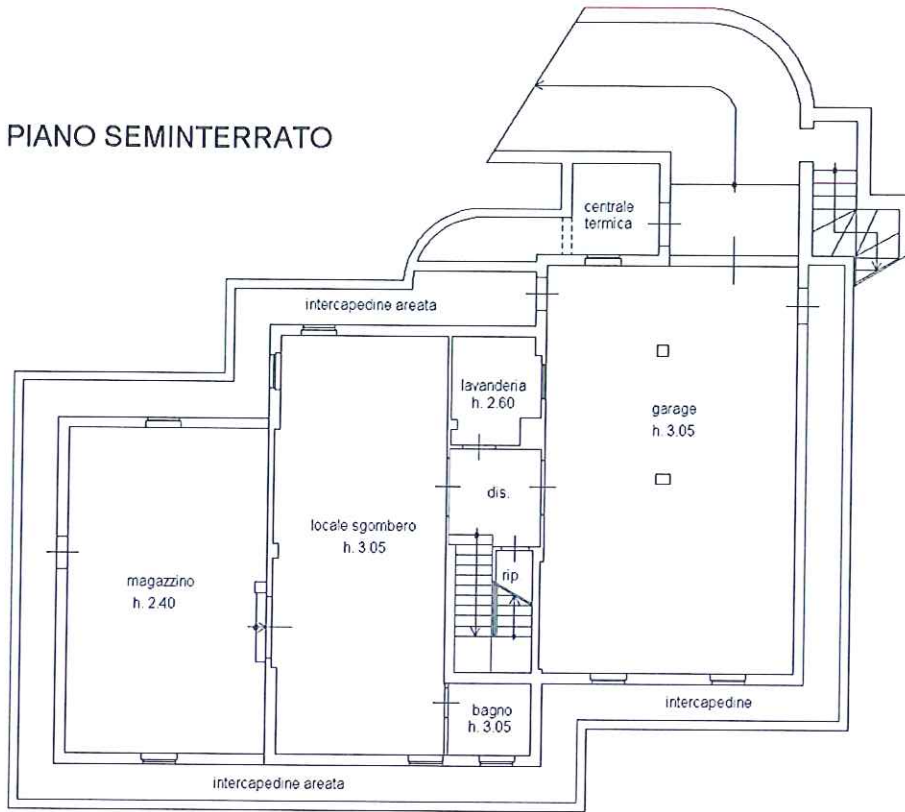 PIANO SEMINTERRATO
centrale
termica
intercapedine areata
lavanderia
h. 2.60
garage
h. 3.05
dis.
locale sgombero
h. 3.05
magazzino
h. 2.40
rip
bagno
h. 3.05
intercapedine
intercapedine areata